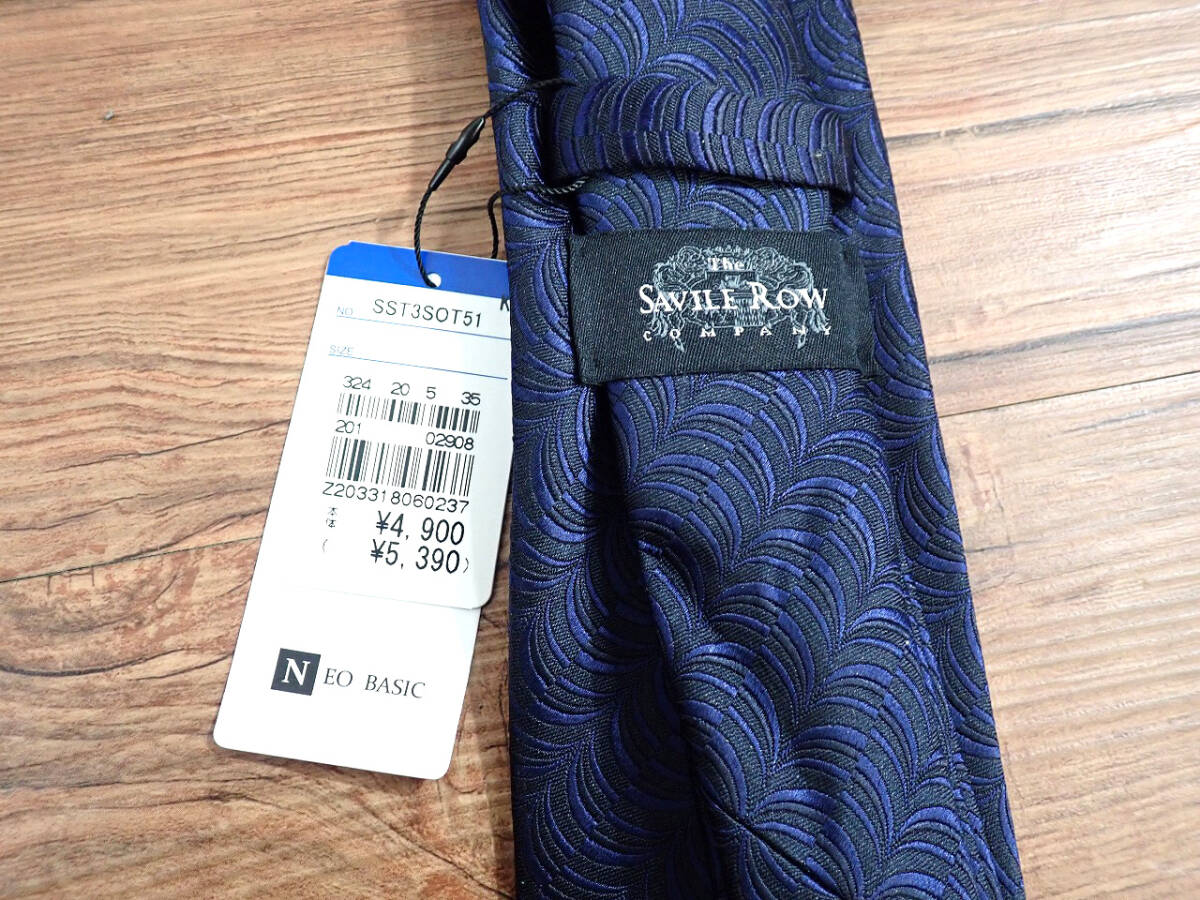 NO. SST3SOT51 K
SIZE
324 20 5 35
201 02908
Z203318060237
本体 ¥4,900
(¥5,390)
NEO BASIC
The
SAVILE ROW
COMPANY